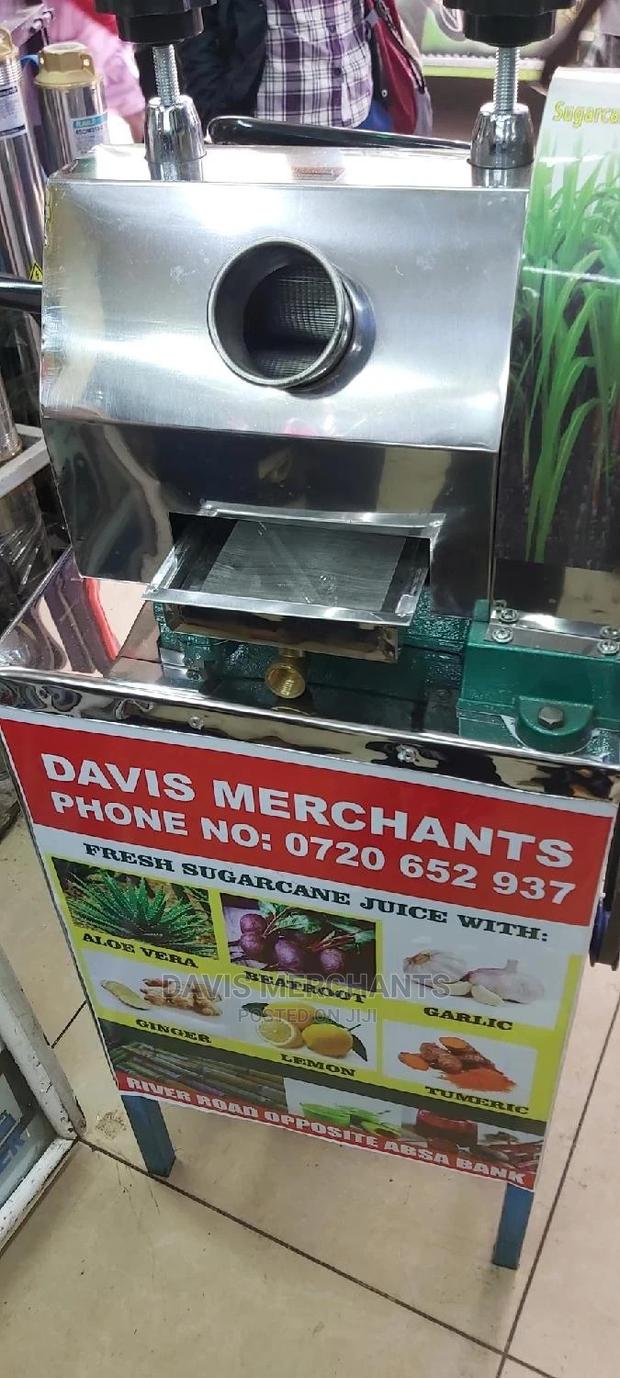 Sugarca
DAVIS MERCHANTS
PHONE NO: 0720 652 937
FRESH SUGARCANE JUICE WITH:
ALOE VERA
BEATROOT
GARLIC
DAVIS MERCHANTS
POSTED ON JIJI
GINGER
LEMON
TUMERIC
RIVER ROAD OPPOSITE ABSA BANK